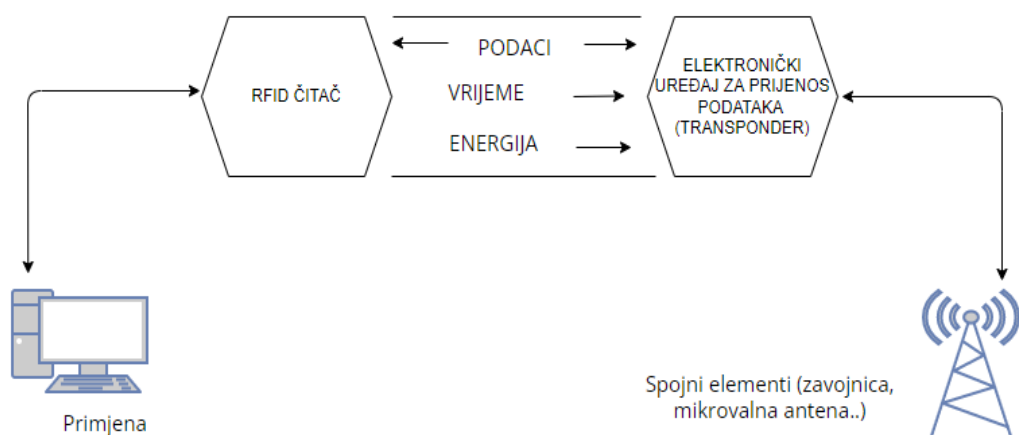 RFID ČITAČ
PODACI
VRIJEME
ENERGIJA
ELEKTRONIČKI
UREĐAJ ZA PRIJENOS
PODATAKA
(TRANSPONDER)
Primjena
Spojni elementi (zavojnica,
mikrovalna antena..)